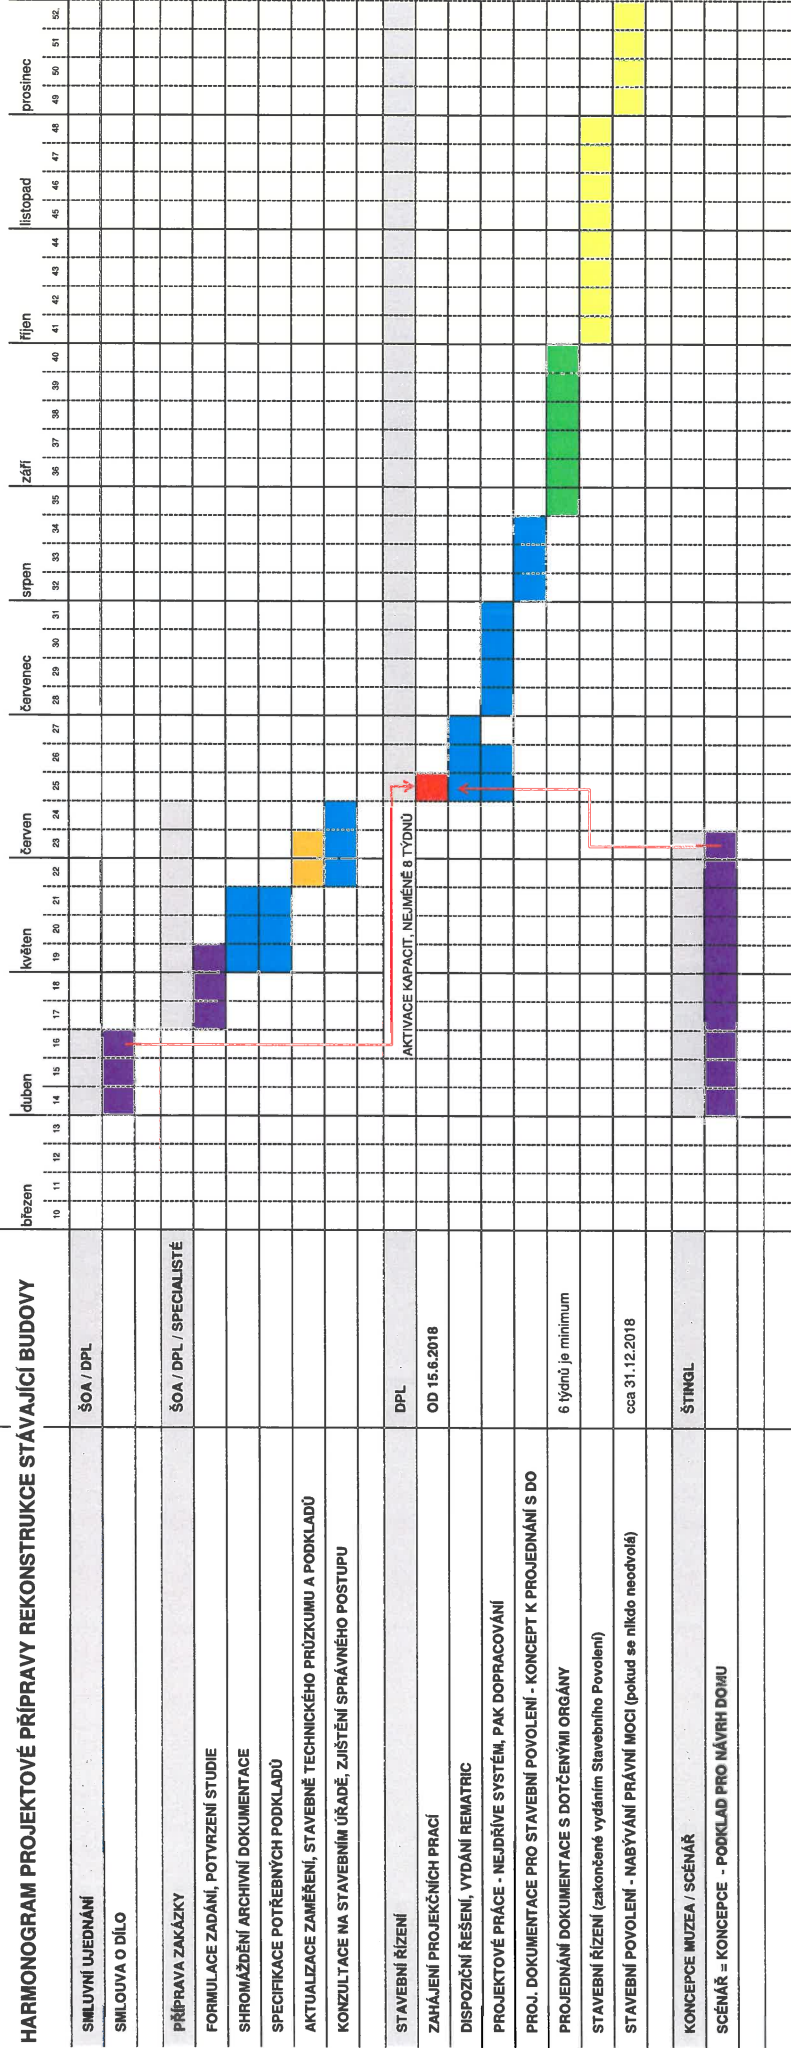 HARMONOGRAM PROJEKTOVÉ PŘÍPRAVY REKONSTRUKCE STÁVAJÍCÍ BUDOVY
březen duben květen červen červenec srpen září říjen listopad prosinec
10 11 12 13 14 15 16 17 18 19 20 21 22 23 24 25 26 27 28 29 30 31 32 33 34 35 36 37 38 39 40 41 42 43 44 45 46 47 48 49 50 51 52.
SMLUVNÍ UJEDNÁNÍ ŠOA / DPL
SMLOUVA O DÍLO
PŘÍPRAVA ZAKÁZKY ŠOA / DPL / SPECIALISTÉ
FORMULACE ZADÁNÍ, POTVRZENÍ STUDIE
SHROMÁŽDĚNÍ ARCHIVNÍ DOKUMENTACE
SPECIFIKACE POTŘEBNÝCH PODKLADŮ
AKTUALIZACE ZAMĚŘENÍ, STAVEBNĚ TECHNICKÉHO PRŮZKUMU A PODKLADŮ
KONZULTACE NA STAVEBNÍM ÚŘADĚ, ZJIŠTĚNÍ SPRÁVNÉHO POSTUPU
STAVEBNÍ ŘÍZENÍ DPL
AKTIVACE KAPACIT, NEJMÉNĚ 8 TÝDNŮ
ZAHÁJENÍ PROJEKČNÍCH PRACÍ OD 15.6.2018
DISPOZIČNÍ ŘEŠENÍ, VYDÁNÍ REMATRIC
PROJEKTOVÉ PRÁCE - NEJDŘÍVE SYSTÉM, PAK DOPRACOVÁNÍ
PROJ. DOKUMENTACE PRO STAVEBNÍ POVOLENÍ - KONCEPT K PROJEDNÁNÍ S DO
PROJEDNÁNÍ DOKUMENTACE S DOTČENÝMI ORGÁNY 6 týdnů je minimum
STAVEBNÍ ŘÍZENÍ (zakončené vydáním Stavebního Povolení)
STAVEBNÍ POVOLENÍ - NABÝVÁNÍ PRÁVNÍ MOCI (pokud se nikdo neodvolá) cca 31.12.2018
KONCEPCE MUZEA / SCÉNÁŘ ŠTINGL
SCÉNÁŘ = KONCEPCE - PODKLAD PRO NÁVRH DOMU